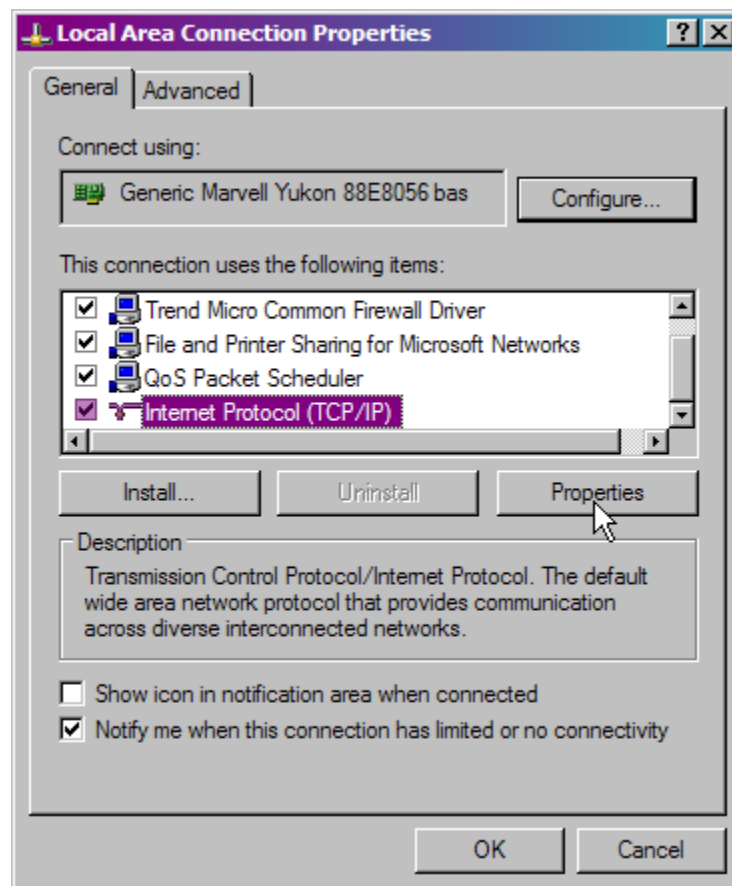 Local Area Connection Properties
General
Advanced
Connect using:
Generic Marvell Yukon 88E8056 bas
Configure...
This connection uses the following items:
Trend Micro Common Firewall Driver
File and Printer Sharing for Microsoft Networks
QoS Packet Scheduler
Internet Protocol (TCP/IP)
Install...
Uninstall
Properties
Description
Transmission Control Protocol/Internet Protocol. The default
wide area network protocol that provides communication
across diverse interconnected networks.
Show icon in notification area when connected
Notify me when this connection has limited or no connectivity
OK
Cancel